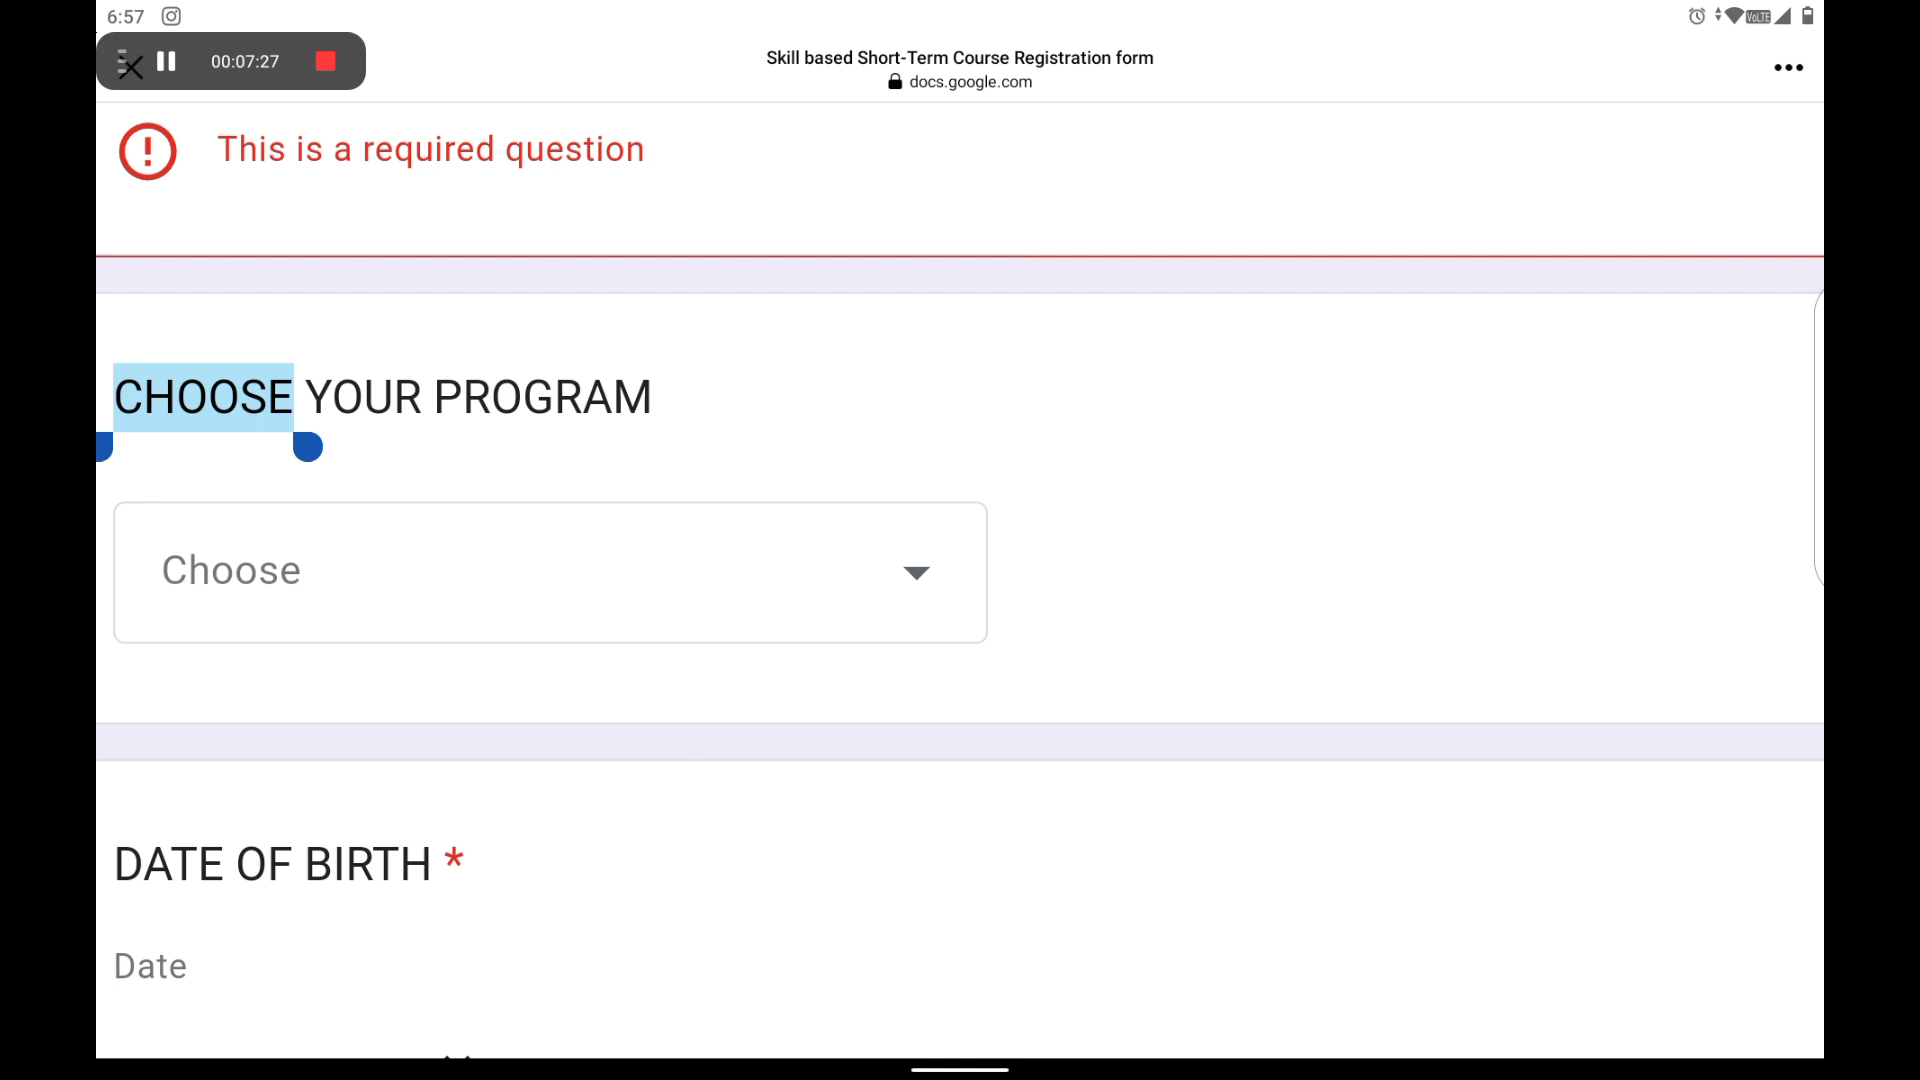 6:57
00:07:27
Skill based Short-Term Course Registration form
docs.google.com
VoLTE
This is a required question
CHOOSE YOUR PROGRAM
Choose
DATE OF BIRTH *
Date